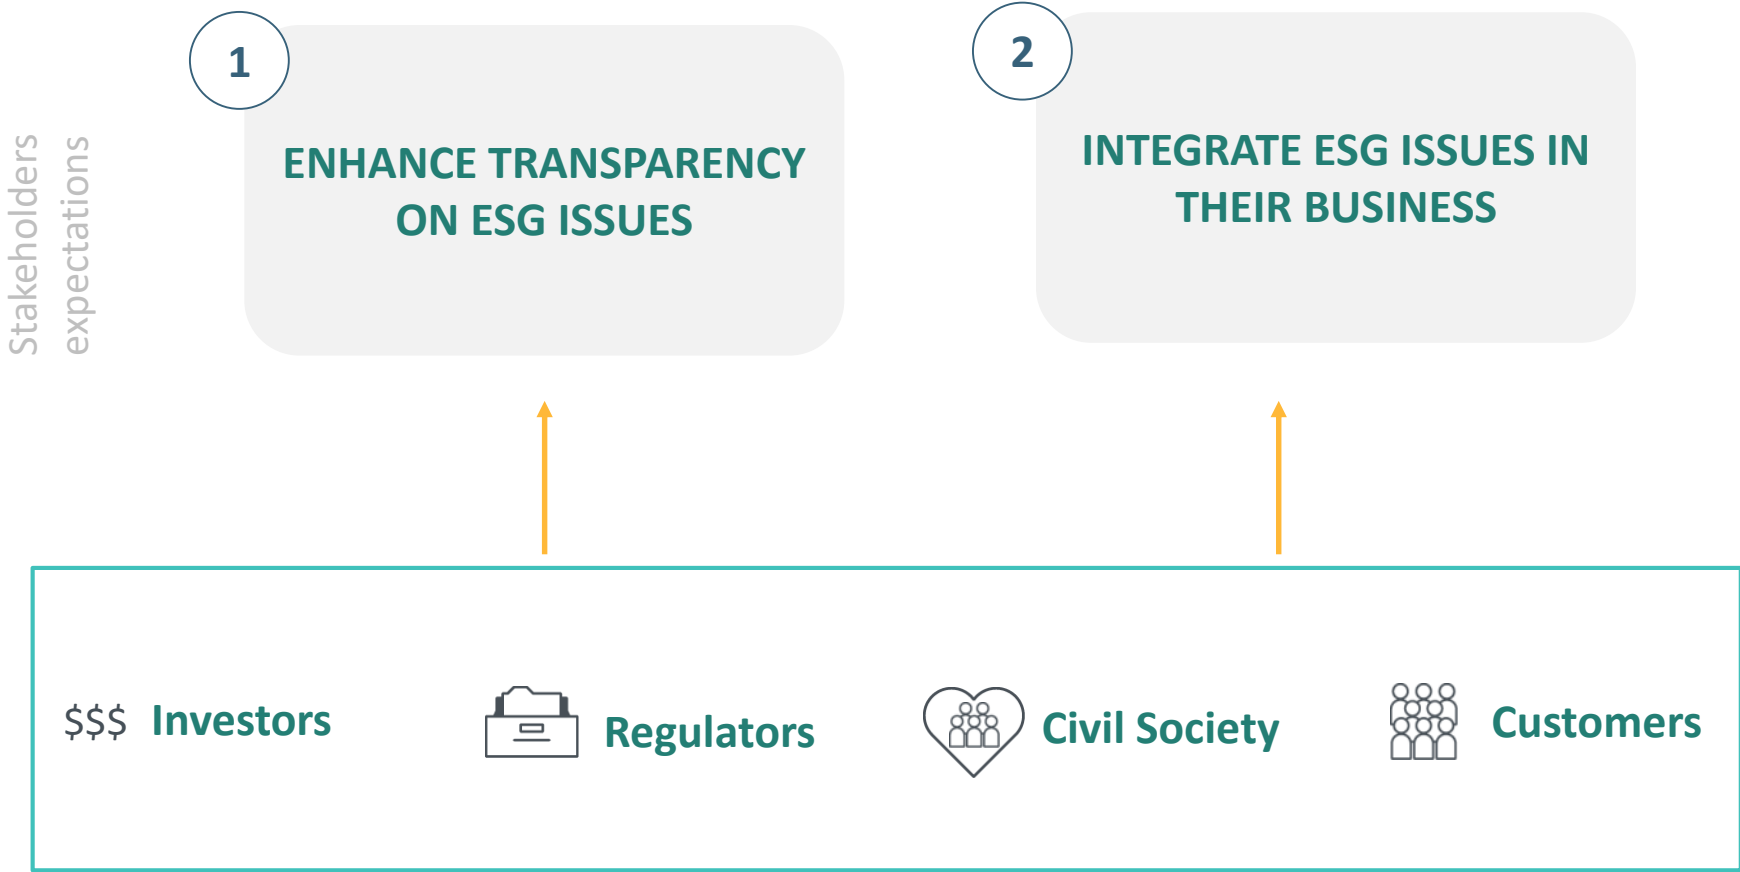 Stakeholders
expectations
1
ENHANCE TRANSPARENCY
ON ESG ISSUES
2
INTEGRATE ESG ISSUES IN
THEIR BUSINESS
$$$ Investors
Regulators
Civil Society
Customers